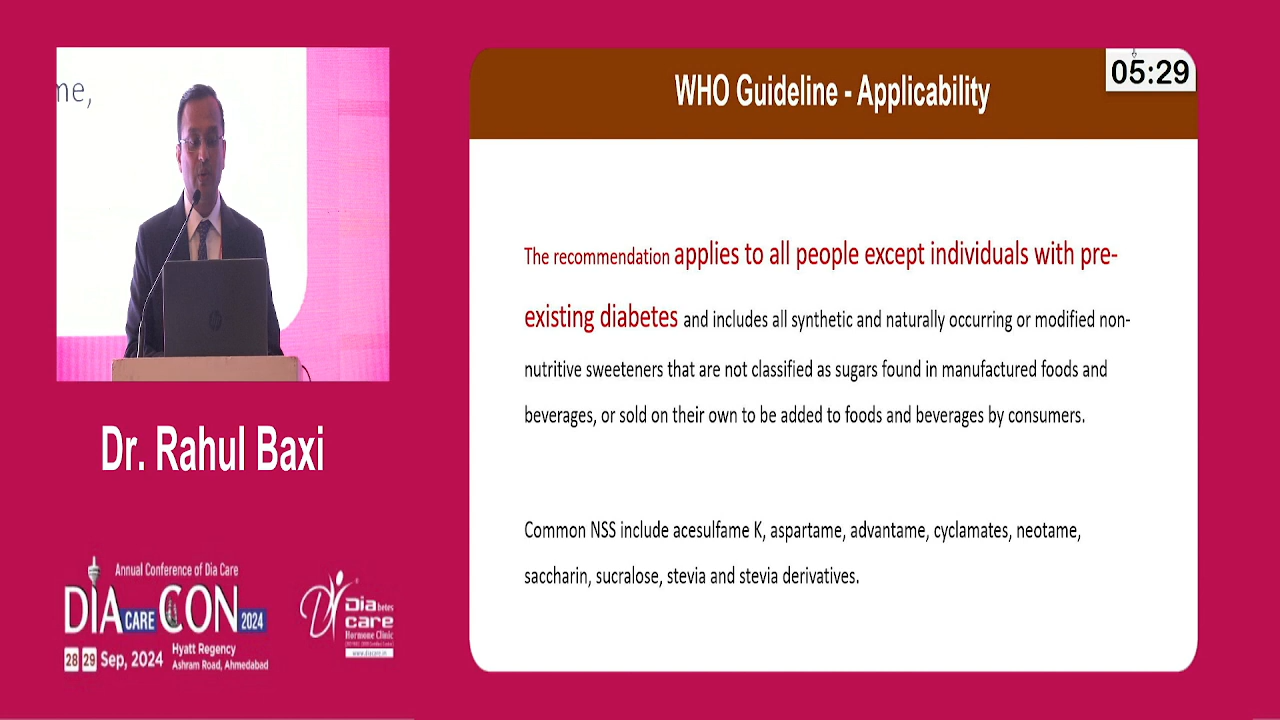 me,
Dr. Rahul Baxi
Annual Conference of Dia Care
DIA CARE CON 2024
28 29 Sep, 2024
Hyatt Regency
Ashram Road, Ahmedabad
Diabetes
care
Hormone Clinic
www.diacare.in
WHO Guideline - Applicability
05:29
The recommendation applies to all people except individuals with pre-
existing diabetes and includes all synthetic and naturally occurring or modified non-
nutritive sweeteners that are not classified as sugars found in manufactured foods and
beverages, or sold on their own to be added to foods and beverages by consumers.
Common NSS include acesulfame K, aspartame, advantame, cyclamates, neotame,
saccharin, sucralose, stevia and stevia derivatives.